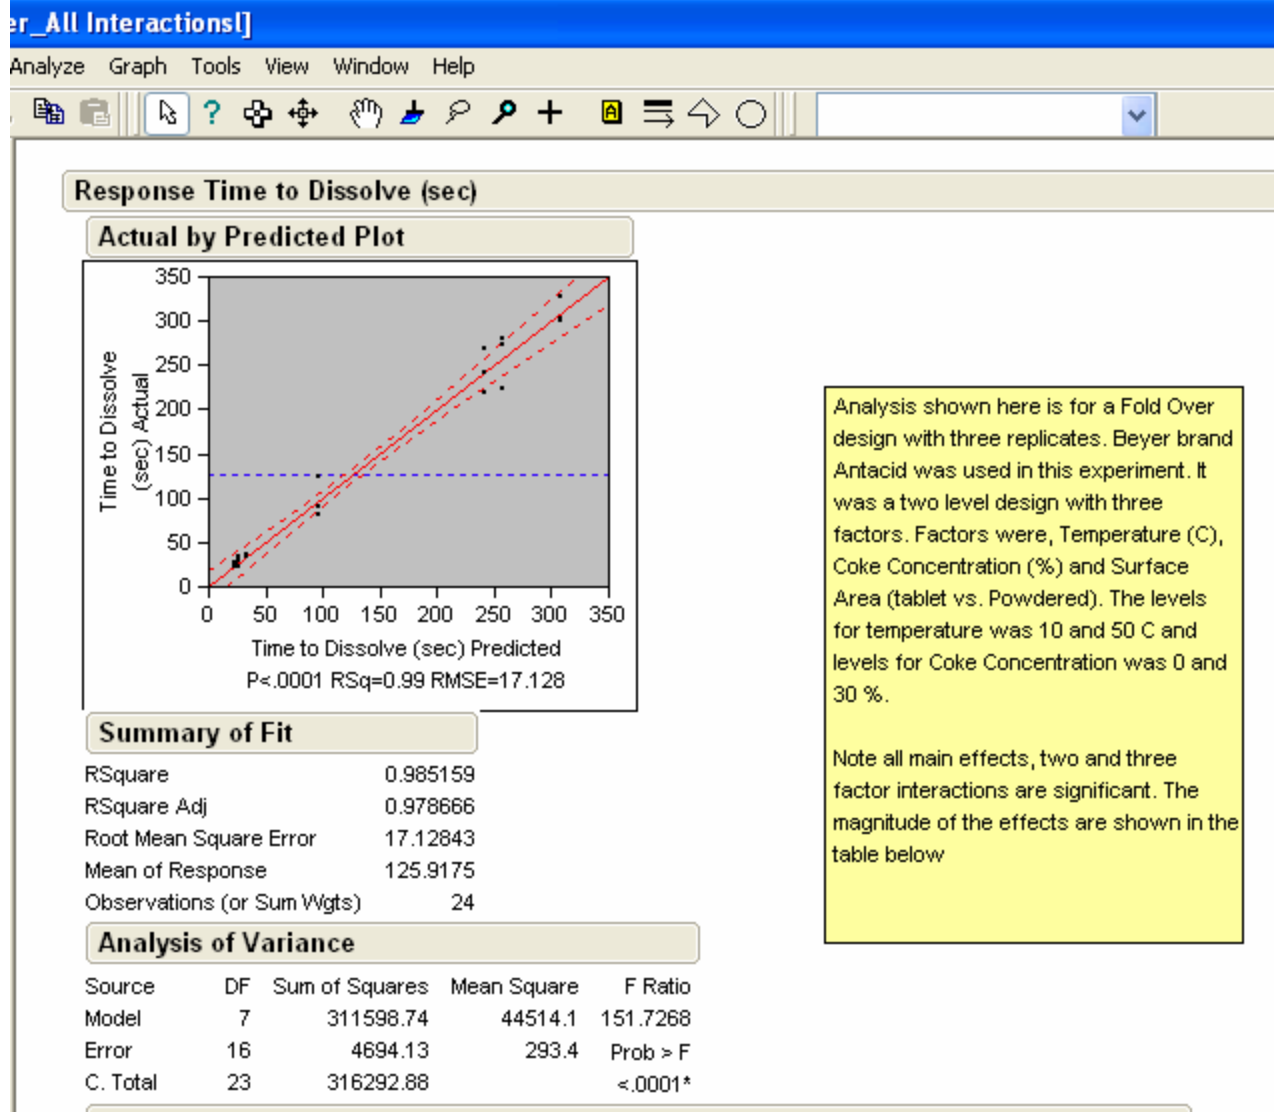 er_All Interactionsl]
Analyze Graph Tools View Window Help
Response Time to Dissolve (sec)
Actual by Predicted Plot
350
300
250
200
150
100
50
0
Time to Dissolve
(sec) Actual
0 50 100 150 200 250 300 350
Time to Dissolve (sec) Predicted
P<.0001 RSq=0.99 RMSE=17.128
Summary of Fit
RSquare 0.985159
RSquare Adj 0.978666
Root Mean Square Error 17.12843
Mean of Response 125.9175
Observations (or Sum Wgts) 24
Analysis of Variance
Source DF Sum of Squares Mean Square F Ratio
Model 7 311598.74 44514.1 151.7268
Error 16 4694.13 293.4 Prob > F
C. Total 23 316292.88 <.0001*
Analysis shown here is for a Fold Over
design with three replicates. Beyer brand
Antacid was used in this experiment. It
was a two level design with three
factors. Factors were, Temperature (C),
Coke Concentration (%) and Surface
Area (tablet vs. Powdered). The levels
for temperature was 10 and 50 C and
levels for Coke Concentration was 0 and
30 %.
Note all main effects, two and three
factor interactions are significant. The
magnitude of the effects are shown in the
table below